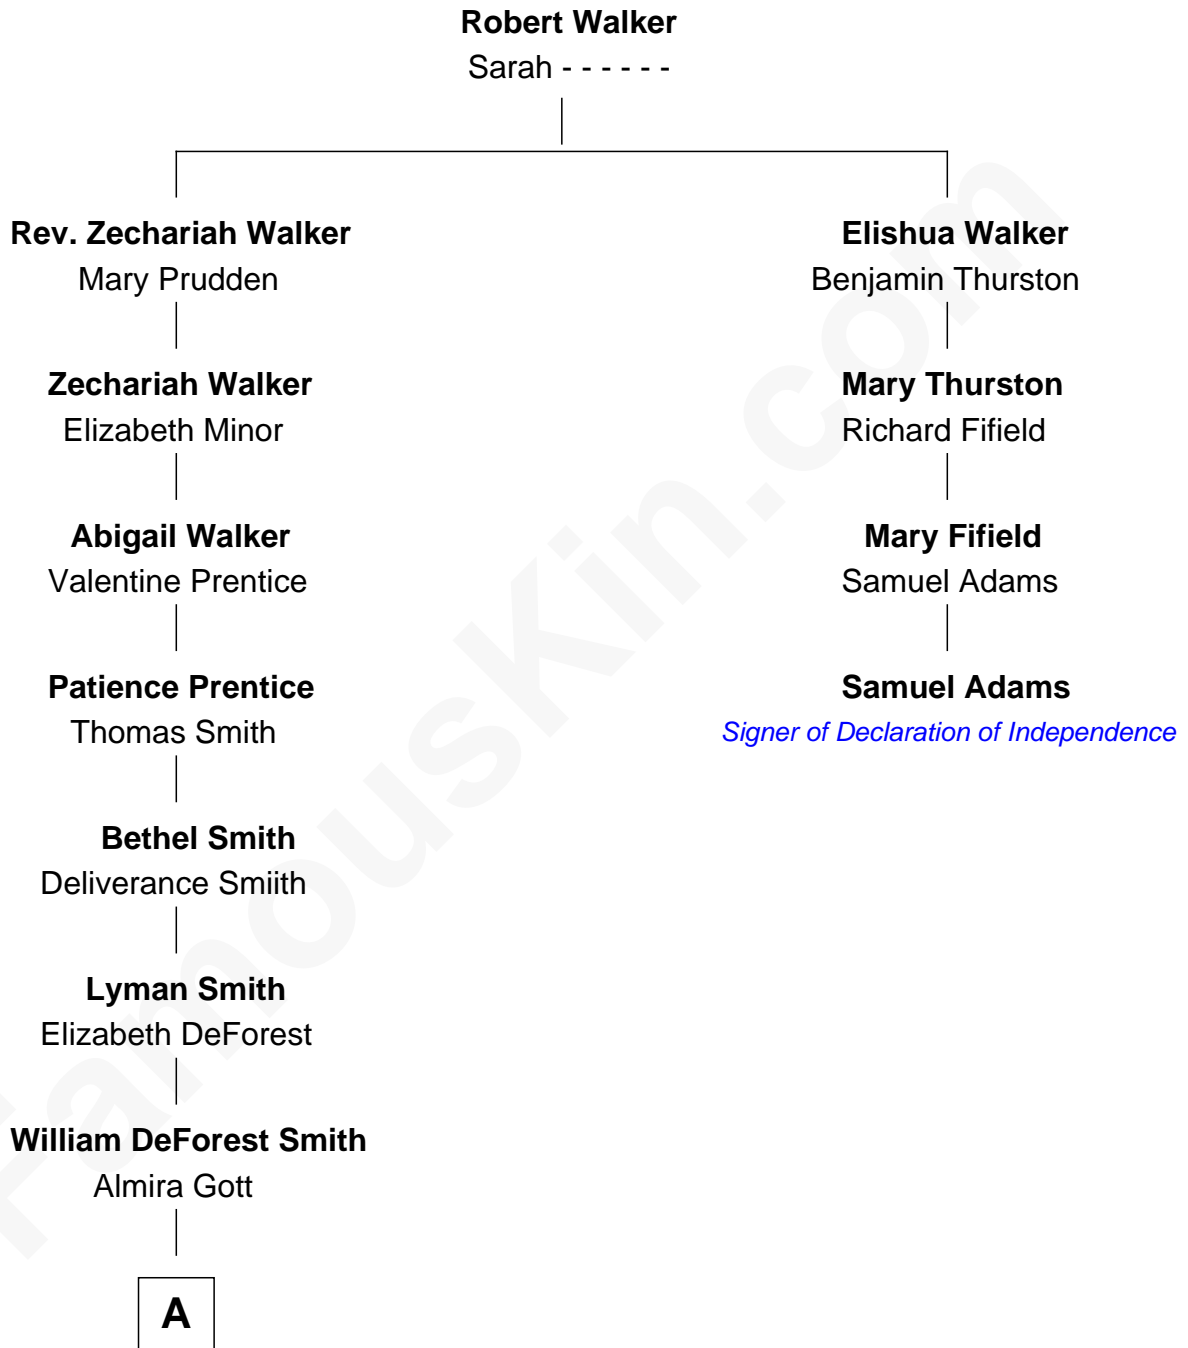 Robert Walker
Sarah - - - - - -
Rev. Zechariah Walker
Mary Prudden
Elishua Walker
Benjamin Thurston
Zechariah Walker
Elizabeth Minor
Mary Thurston
Richard Fifield
Abigail Walker
Valentine Prentice
Mary Fifield
Samuel Adams
Patience Prentice
Thomas Smith
Samuel Adams
Signer of Declaration of Independence
Bethel Smith
Deliverance Smiith
Lyman Smith
Elizabeth DeForest
William DeForest Smith
Almira Gott
A
FamousKin.com